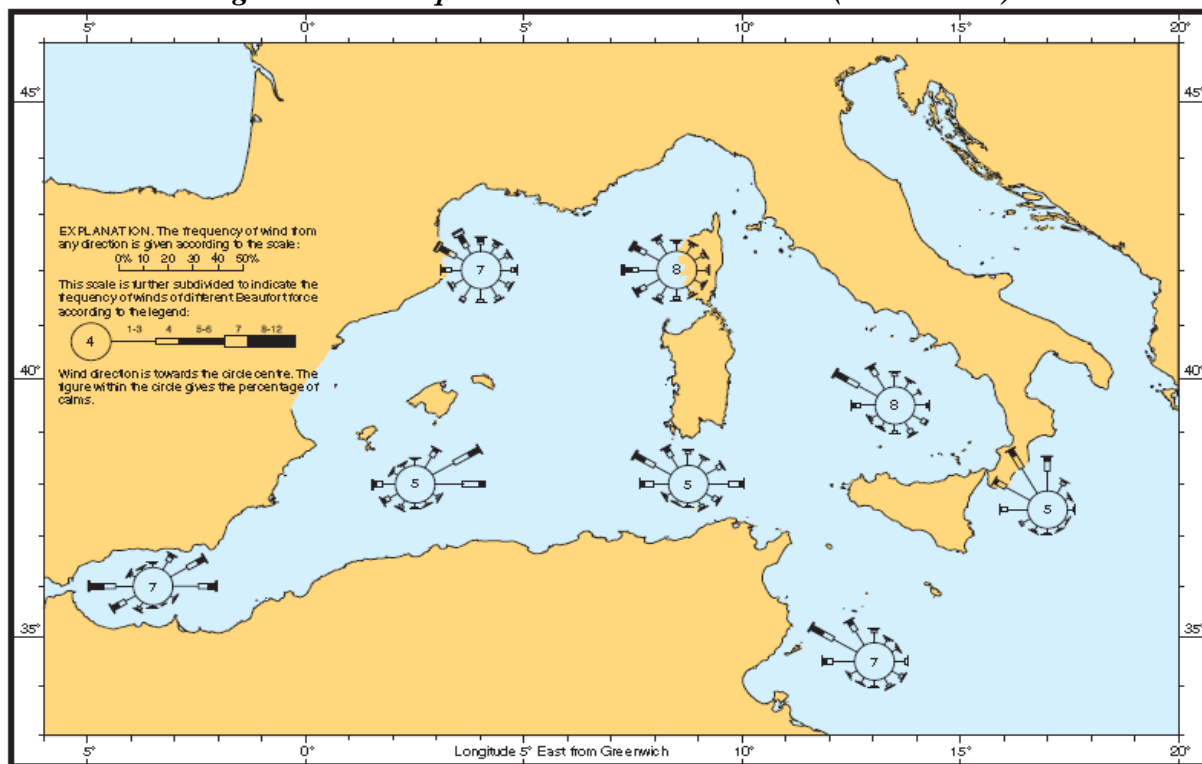 5° 0° 5° 10° 15° 20°
45° 45°
EXPLANATION. The frequency of wind from
any direction is given according to the scale:
0% 10 20 30 40 50%
This scale is further subdivided to indicate the
frequency of winds of different Beaufort force
according to the legend:
1-3 4 5-6 7 8-12
4
Wind direction is towards the circle centre. The
figure within the circle gives the percentage of
calms.
7 8
40° 40°
8
5 5 5
7
35° 35°
7
5° 0° Longitude 5° East from Greenwich 10° 15° 20°